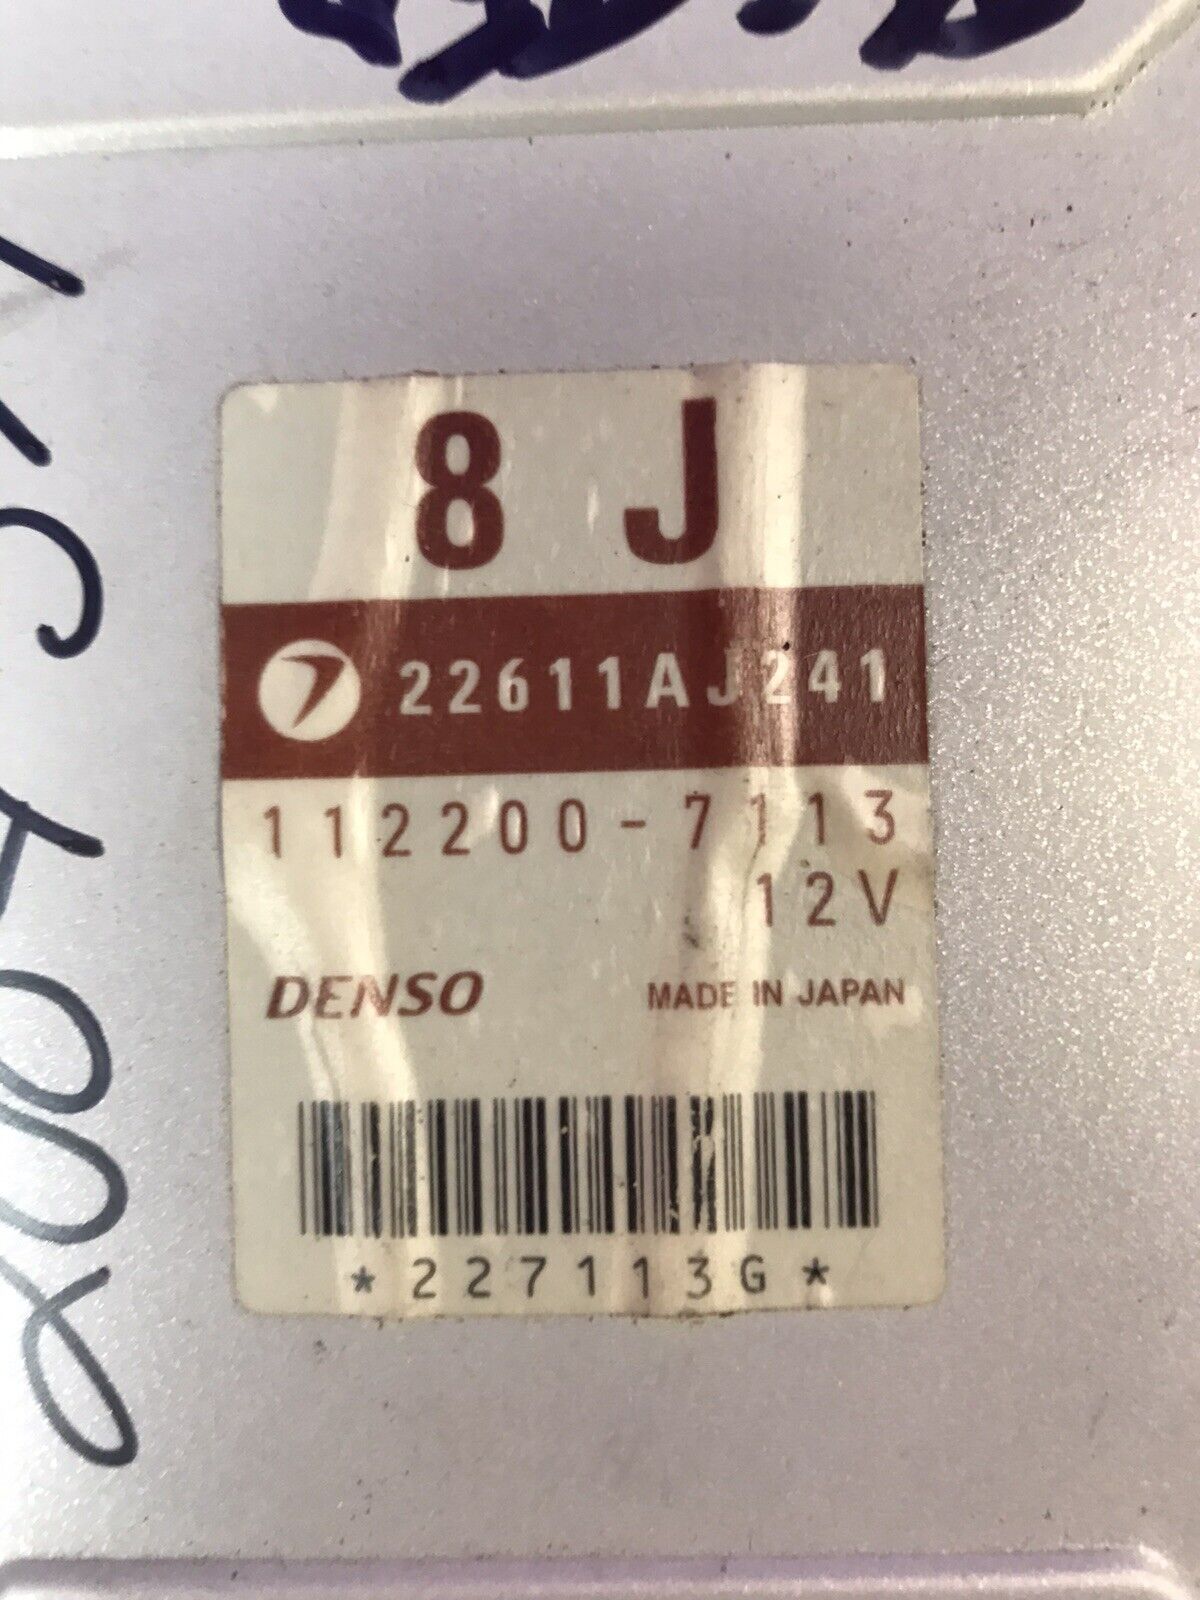 8 J
22611AJ241
112200-7113
12V
DENSO MADE IN JAPAN
*227113G*